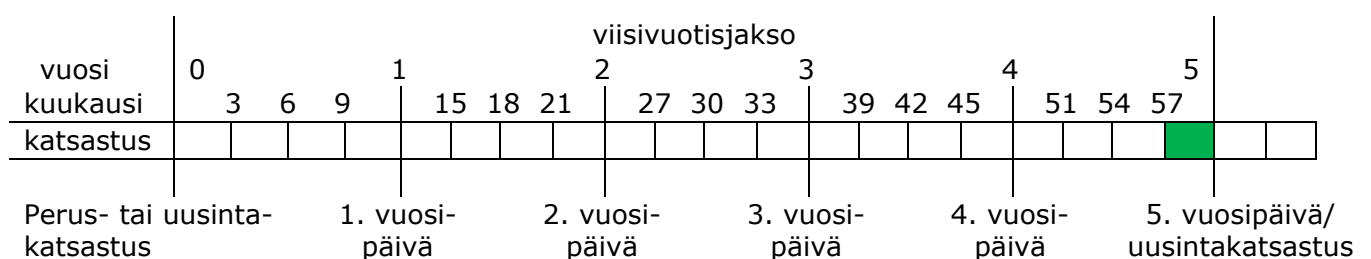 viisivuotisjakso
vuosi 0 1 2 3 4 5
kuukausi 3 6 9 15 18 21 27 30 33 39 42 45 51 54 57
katsastus
Perus- tai uusinta- 1. vuosi- 2. vuosi- 3. vuosi- 4. vuosi- 5. vuosipäivä/
katsastus päivä päivä päivä päivä uusintakatsastus